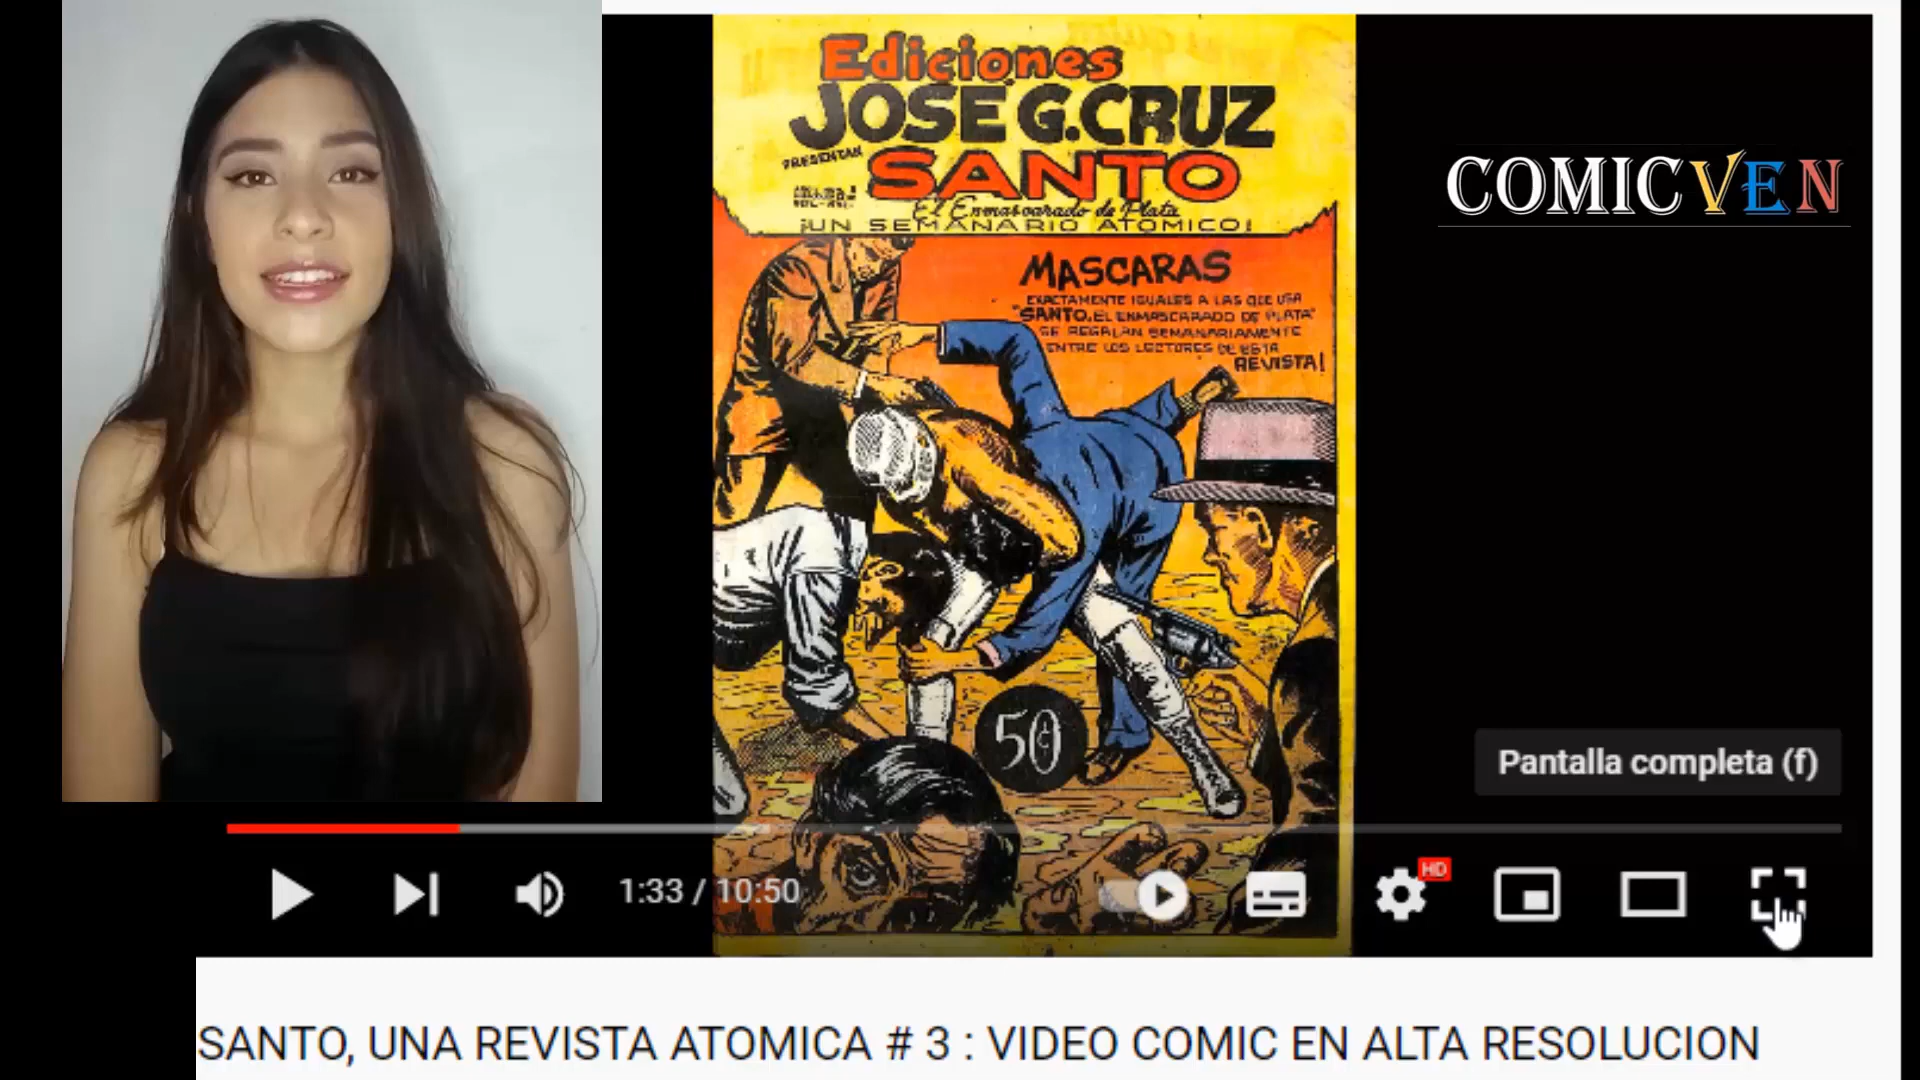 Ediciones
JOSE G. CRUZ
PRESENTAN
SANTO
El Enmascarado de Plata
¡UN SEMANARIO ATOMICO!
MASCARAS
EXACTAMENTE IGUALES A LAS QUE USA
"SANTO, EL ENMASCARADO DE PLATA"
SE REGALAN SEMANARIAMENTE
ENTRE LOS LECTORES DE ESTA
REVISTA!
50¢
COMICVEN
Pantalla completa (f)
1:33 / 10:50
HD
SANTO, UNA REVISTA ATOMICA # 3 : VIDEO COMIC EN ALTA RESOLUCION